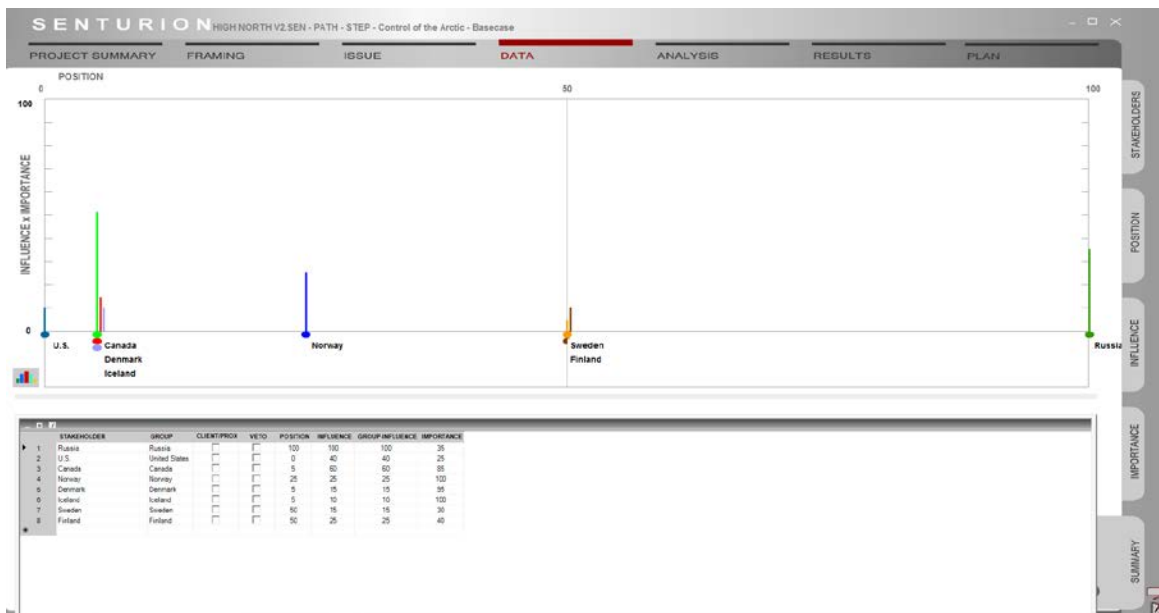 SENTURION HIGH NORTH V2.SEN - PATH - STEP - Control of the Arctic - Basecase
PROJECT SUMMARY FRAMING ISSUE DATA ANALYSIS RESULTS PLAN
POSITION
0 50 100
100
INFLUENCE x IMPORTANCE
0
U.S. Canada Norway Sweden Russia
Denmark Finland
Iceland
STAKEHOLDERS
POSITION
INFLUENCE
IMPORTANCE
SUMMARY
STAKEHOLDER GROUP CLIENT/PROX VETO POSITION INFLUENCE GROUP INFLUENCE IMPORTANCE
1 Russia Russia 100 100 100 35
2 U.S. United States 0 40 40 25
3 Canada Canada 5 60 60 85
4 Norway Norway 25 25 25 100
5 Denmark Denmark 5 15 15 95
6 Iceland Iceland 5 10 10 100
7 Sweden Sweden 50 15 15 30
8 Finland Finland 50 25 25 40